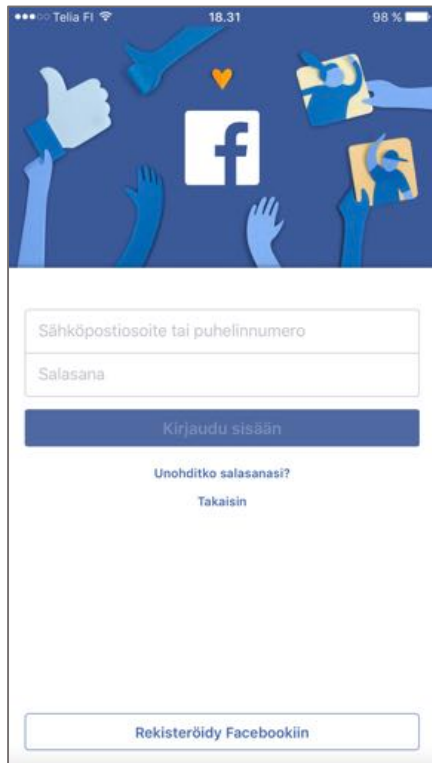 Telia FI 18.31 98 %
f
Sähköpostiosoite tai puhelinnumero
Salasana
Kirjaudu sisään
Unohditko salasanasi?
Takaisin
Rekisteröidy Facebookiin